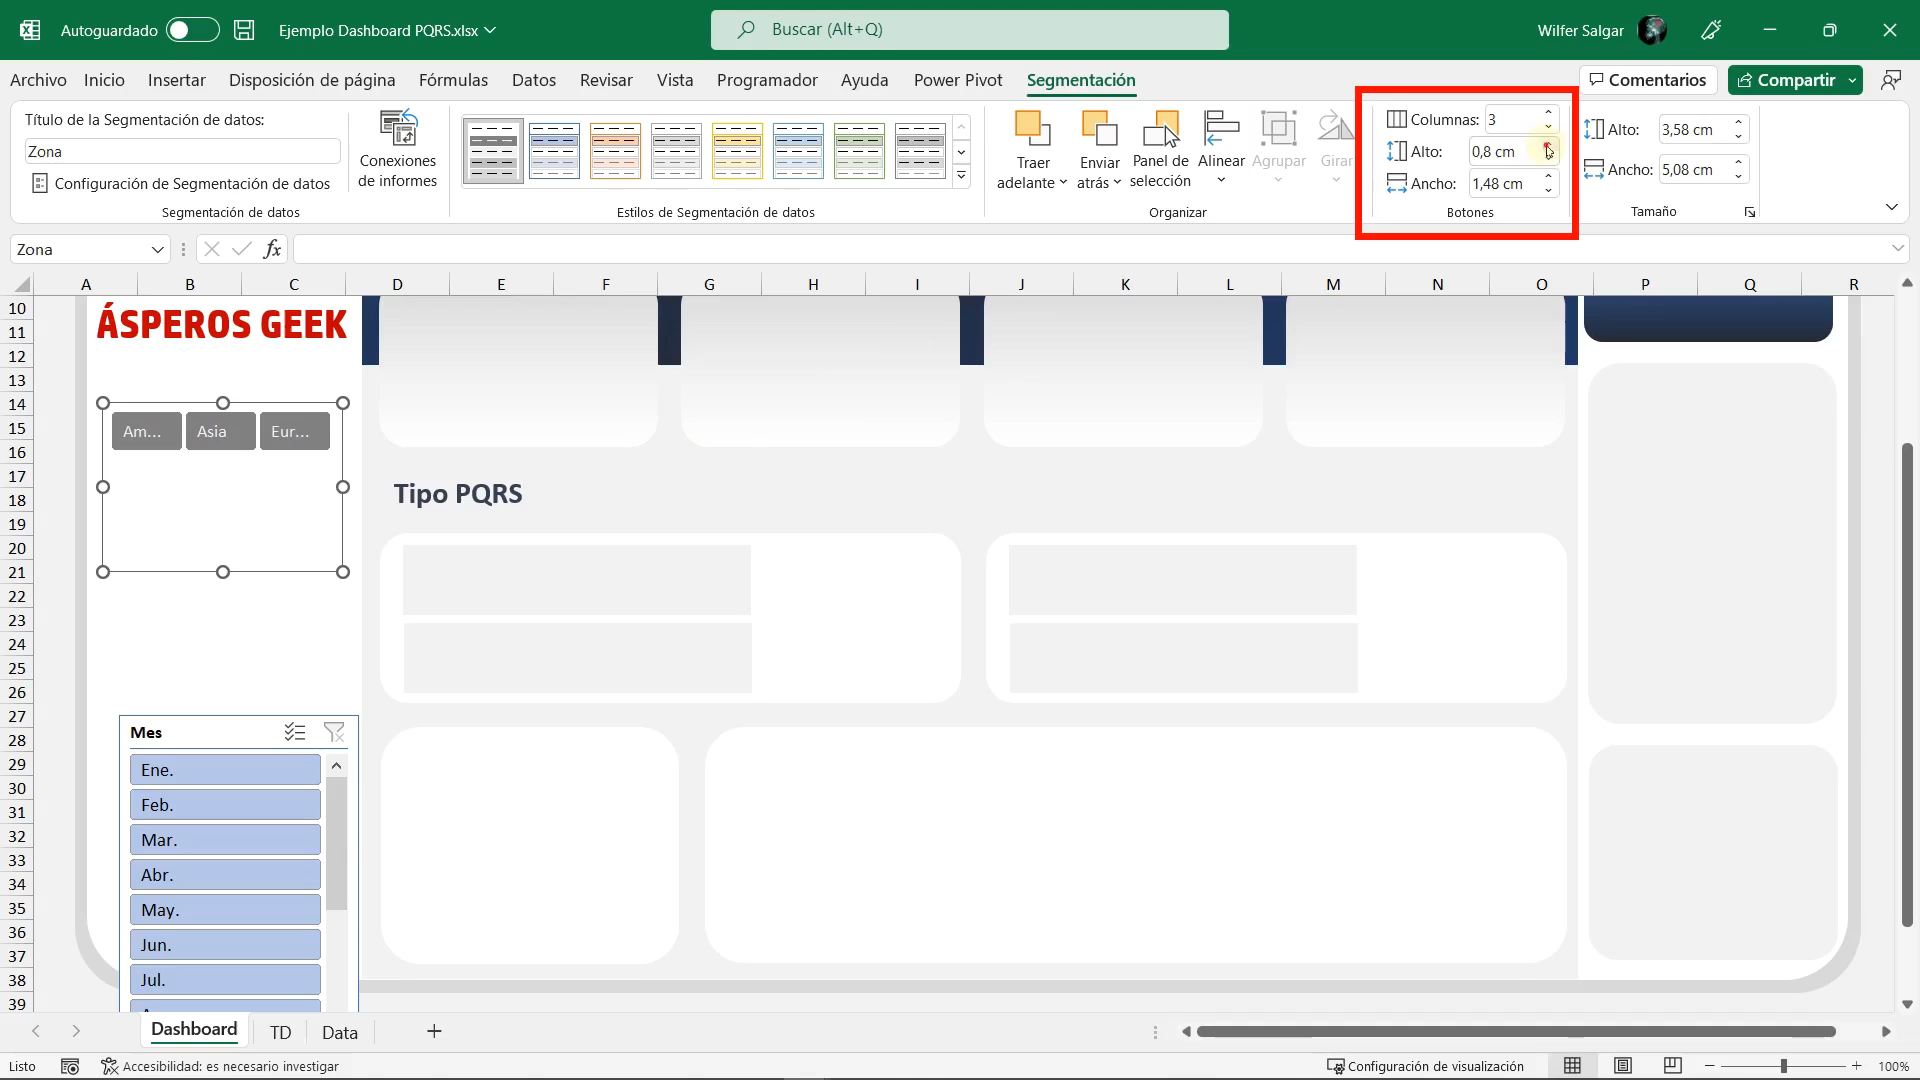 Autoguardado
Ejemplo Dashboard PQRS.xlsx
Buscar (Alt+Q)
Wilfer Salgar
Archivo Inicio Insertar Disposición de página Fórmulas Datos Revisar Vista Programador Ayuda Power Pivot Segmentación Comentarios Compartir
Título de la Segmentación de datos:
Zona
Configuración de Segmentación de datos
Segmentación de datos
Conexiones
de informes
Estilos de Segmentación de datos
Traer
adelante
Enviar
atrás
Panel de
selección
Alinear
Agrupar
Girar
Organizar
Columnas: 3
Alto: 0,8 cm
Ancho: 1,48 cm
Botones
Alto: 3,58 cm
Ancho: 5,08 cm
Tamaño
Zona
fx
A B C D E F G H I J K L M N O P Q R
10
11
12
13
14
15
16
17
18
19
20
21
22
23
24
25
26
27
28
29
30
31
32
33
34
35
36
37
38
39
ÁSPEROS GEEK
Am... Asia Eur...
Tipo PQRS
Mes
Ene.
Feb.
Mar.
Abr.
May.
Jun.
Jul.
Dashboard TD Data
Listo
Accesibilidad: es necesario investigar
Configuración de visualización
100%